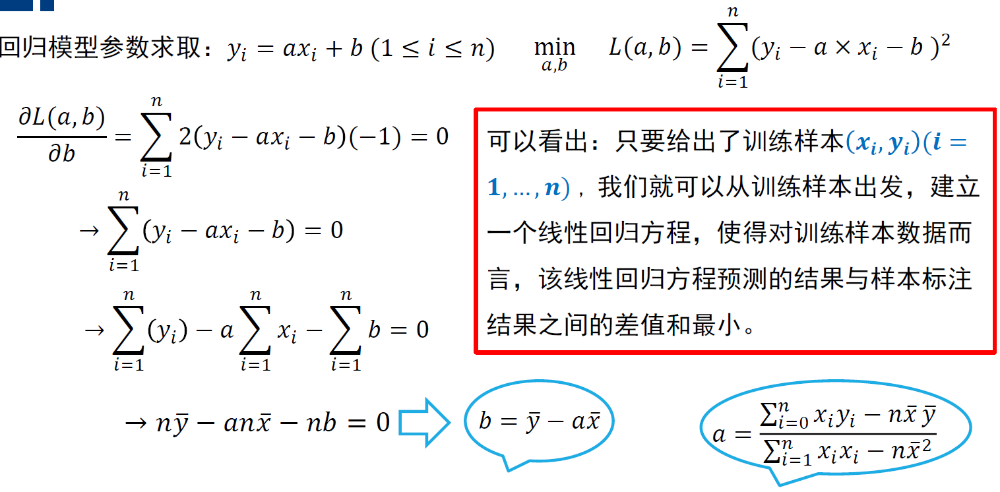 回归模型参数求取：$y_i = ax_i + b\ (1 \le i \le n)$ $\min_{a,b}$ $L(a,b) = \sum_{i=1}^{n}(y_i - a \times x_i - b\ )^2$
$\frac{\partial L(a,b)}{\partial b} = \sum_{i=1}^{n} 2(y_i - ax_i - b)(-1) = 0$
$\rightarrow \sum_{i=1}^{n}(y_i - ax_i - b) = 0$
$\rightarrow \sum_{i=1}^{n}(y_i) - a\sum_{i=1}^{n} x_i - \sum_{i=1}^{n} b = 0$
$\rightarrow n\bar{y} - an\bar{x} - nb = 0$
$b = \bar{y} - a\bar{x}$
可以看出：只要给出了训练样本$(x_i, y_i)(i =$
$1, \ldots, n)$，我们就可以从训练样本出发，建立
一个线性回归方程，使得对训练样本数据而
言，该线性回归方程预测的结果与样本标注
结果之间的差值和最小。
$a = \frac{\sum_{i=0}^{n} x_i y_i - n\bar{x}\,\bar{y}}{\sum_{i=1}^{n} x_i x_i - n\bar{x}^2}$